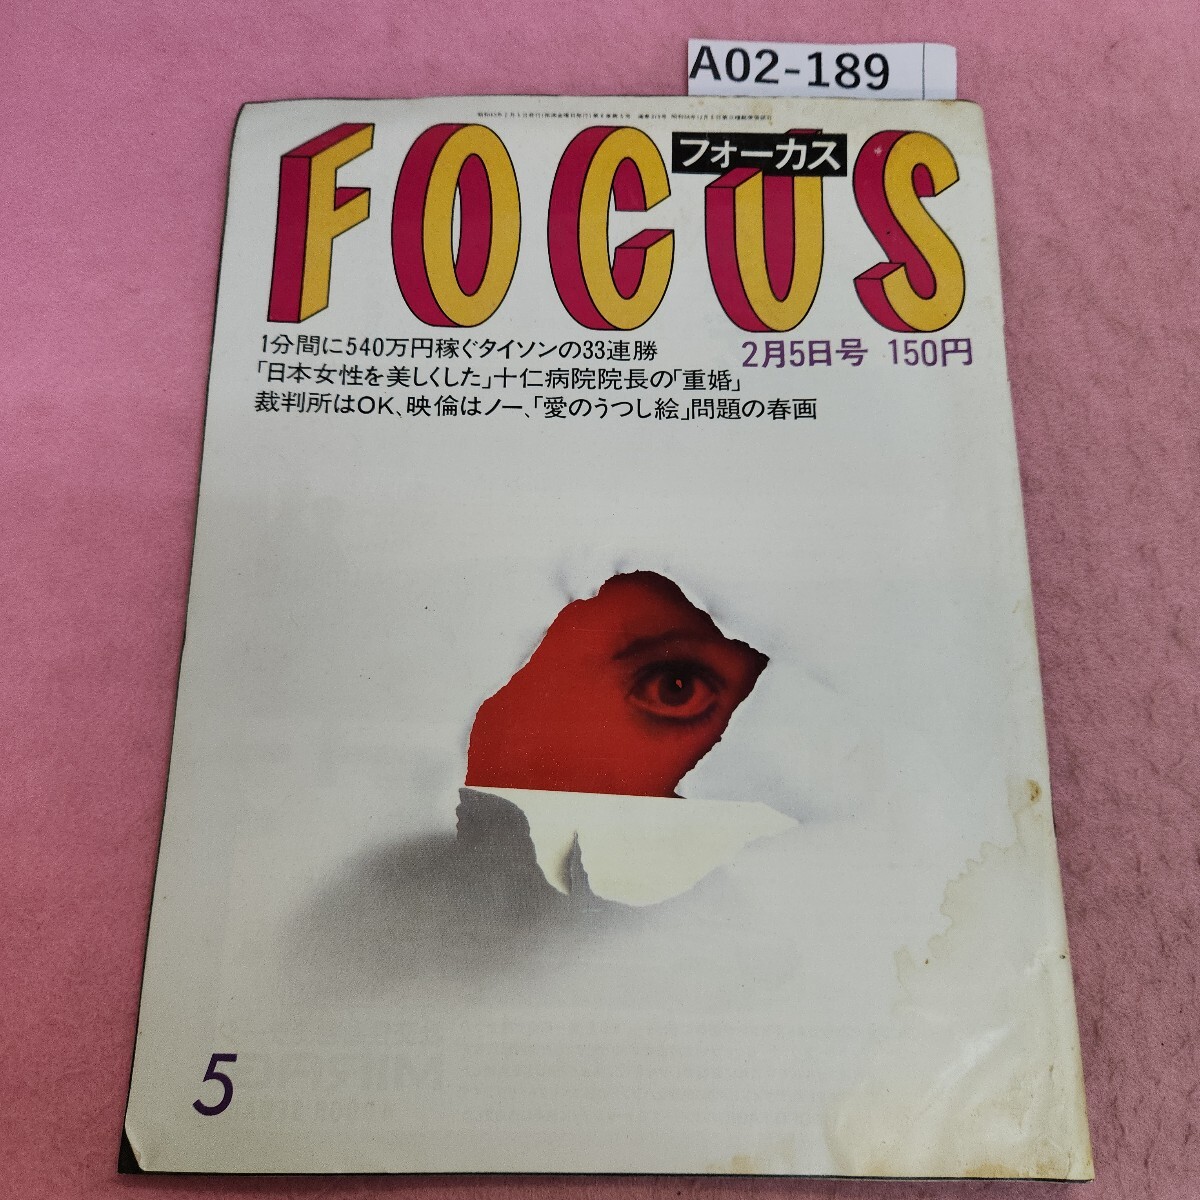 A02-189
FOCUS
フォーカス
2月5日号 150円
1分間に540万円稼ぐタイソンの33連勝
「日本女性を美しくした」十仁病院院長の「重婚」
裁判所はOK、映倫はノー、「愛のうつし絵」問題の春画
5